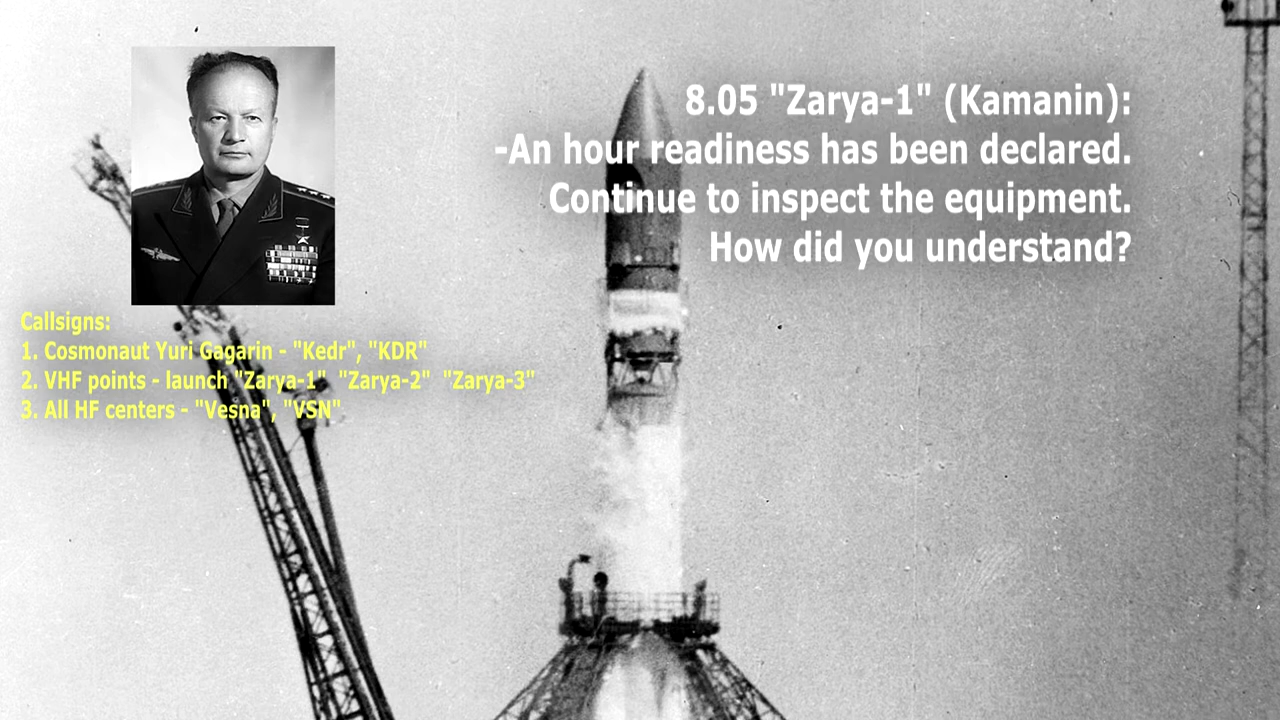 8.05 "Zarya-1" (Kamanin):
-An hour readiness has been declared.
Continue to inspect the equipment.
How did you understand?
Callsigns:
1. Cosmonaut Yuri Gagarin - "Kedr", "KDR"
2. VHF points - launch "Zarya-1" "Zarya-2" "Zarya-3"
3. All HF centers - "Vesna", "VSN"